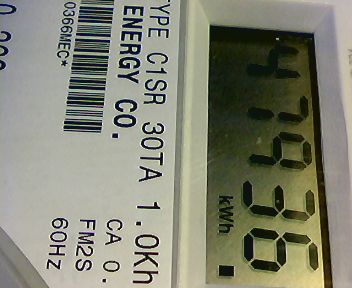 47936
kWh
TYPE C1SR 30TA 1.0Kh
ENERGY CO.
CA 0.
FM2S
60HZ
0366MEC*